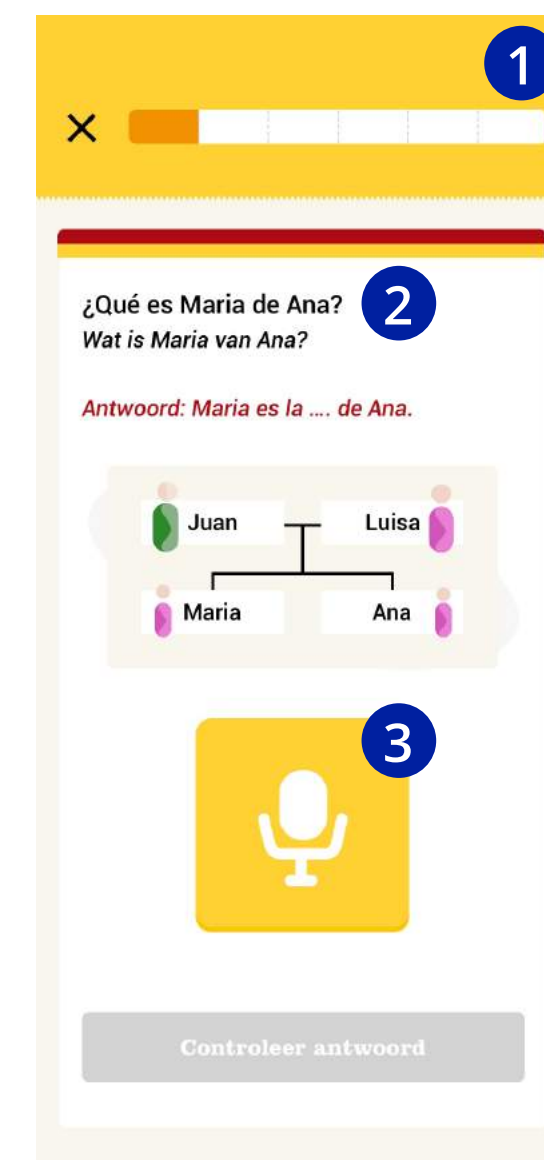 1
¿Qué es Maria de Ana?
2
Wat is Maria van Ana?
Antwoord: Maria es la .... de Ana.
Juan
Luisa
Maria
Ana
3
Controleer antwoord